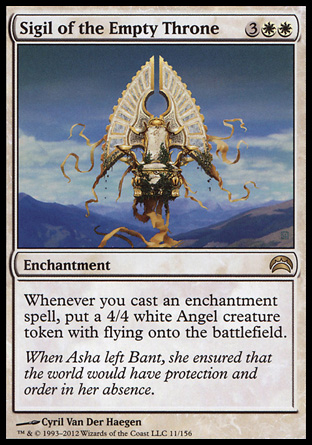 Sigil of the Empty Throne 3
Enchantment
Whenever you cast an enchantment
spell, put a 4/4 white Angel creature
token with flying onto the battlefield.
When Asha left Bant, she ensured that
the world would have protection and
order in her absence.
Cyril Van Der Haegen
™ & © 1993–2012 Wizards of the Coast LLC 11/156